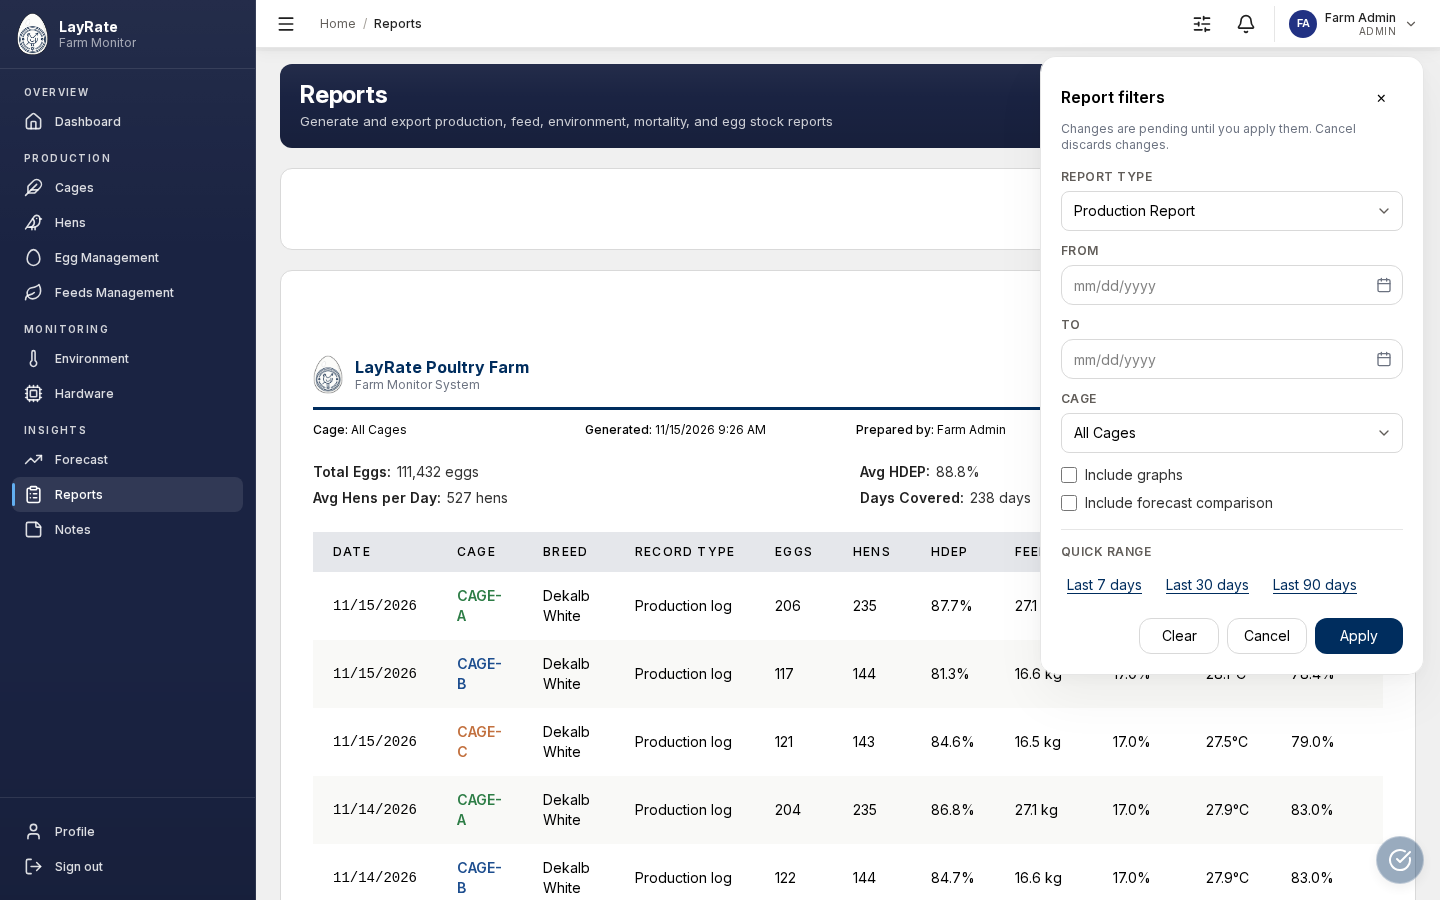 LayRate
Farm Monitor
OVERVIEW
Dashboard
PRODUCTION
Cages
Hens
Egg Management
Feeds Management
MONITORING
Environment
Hardware
INSIGHTS
Forecast
Reports
Notes
Profile
Sign out
Home / Reports
FA
Farm Admin
ADMIN
Reports
Generate and export production, feed, environment, mortality, and egg stock reports
LayRate Poultry Farm
Farm Monitor System
Cage: All Cages Generated: 11/15/2026 9:26 AM Prepared by: Farm Admin
Total Eggs: 111,432 eggs Avg HDEP: 88.8%
Avg Hens per Day: 527 hens Days Covered: 238 days
DATE CAGE BREED RECORD TYPE EGGS HENS HDEP
11/15/2026 CAGE-A Dekalb White Production log 206 235 87.7% 27.1
11/15/2026 CAGE-B Dekalb White Production log 117 144 81.3% 16.6 kg 17.0% 28.1°C 78.4%
11/15/2026 CAGE-C Dekalb White Production log 121 143 84.6% 16.5 kg 17.0% 27.5°C 79.0%
11/14/2026 CAGE-A Dekalb White Production log 204 235 86.8% 27.1 kg 17.0% 27.9°C 83.0%
11/14/2026 CAGE-B Dekalb White Production log 122 144 84.7% 16.6 kg 17.0% 27.9°C 83.0%
Report filters
Changes are pending until you apply them. Cancel
discards changes.
REPORT TYPE
Production Report
FROM
mm/dd/yyyy
TO
mm/dd/yyyy
CAGE
All Cages
Include graphs
Include forecast comparison
QUICK RANGE
Last 7 days Last 30 days Last 90 days
Clear Cancel Apply